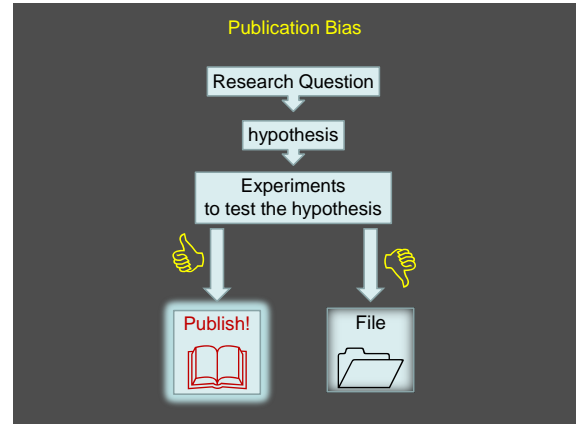 Publication Bias
Research Question
hypothesis
Experiments
to test the hypothesis
Publish!
File